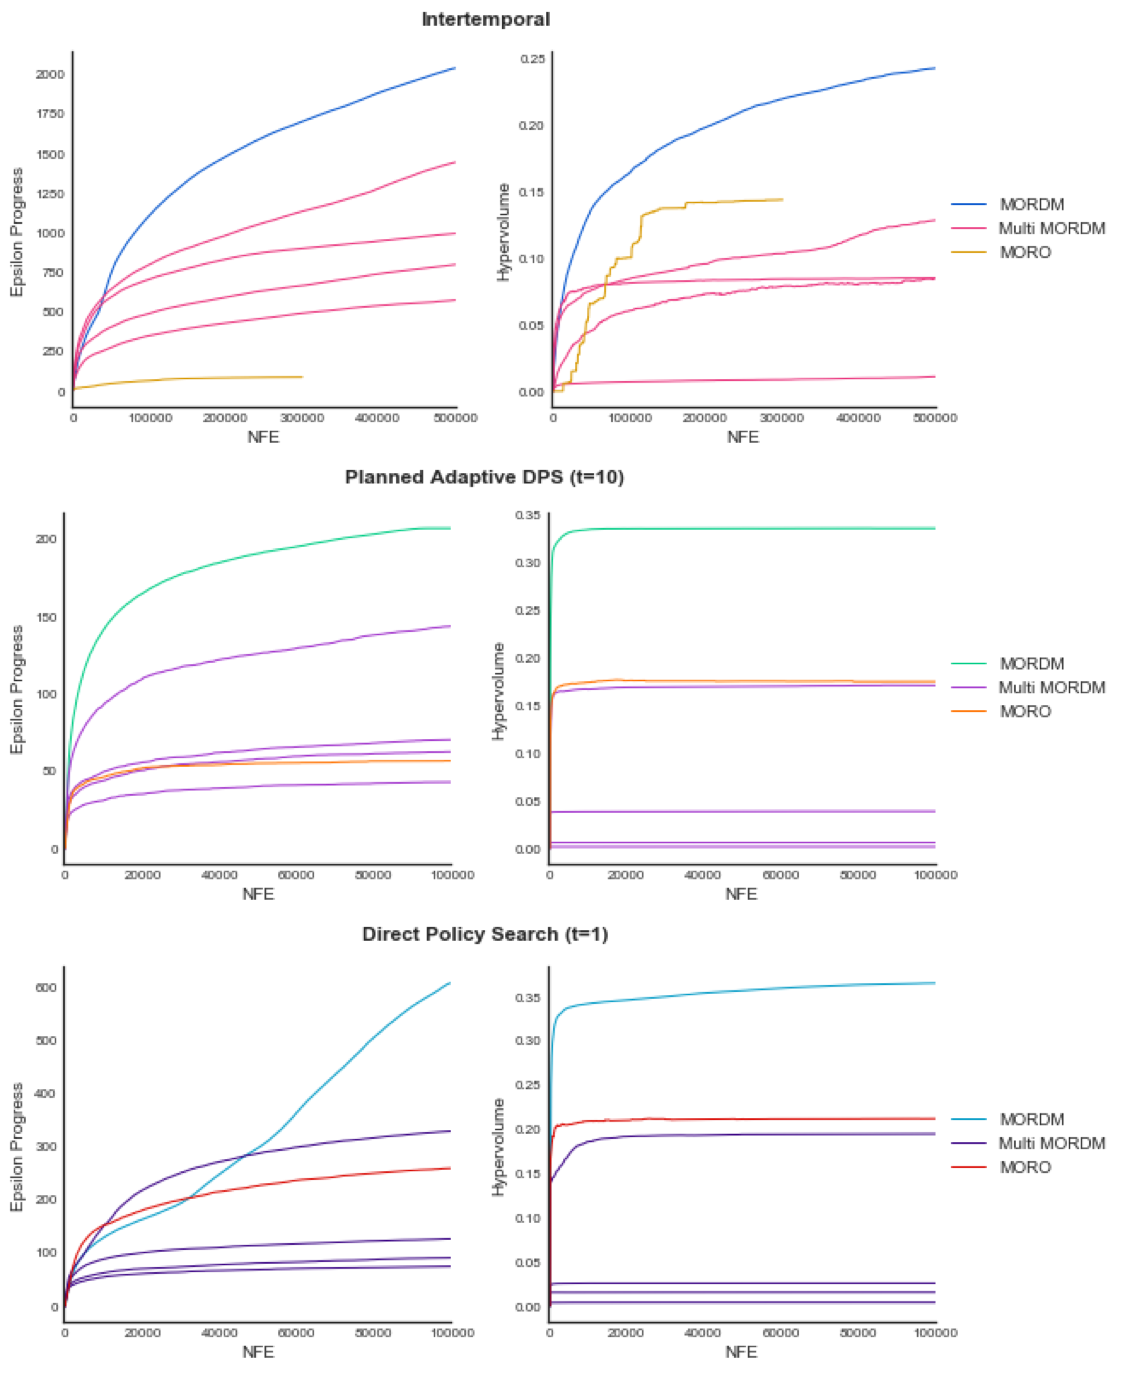 Intertemporal
Epsilon Progress
2000
1750
1500
1250
1000
750
500
250
0
0 100000 200000 300000 400000 500000
NFE
Hypervolume
0.25
0.20
0.15
0.10
0.05
0.00
0 100000 200000 300000 400000 500000
NFE
MORDM
Multi MORDM
MORO
Planned Adaptive DPS (t=10)
Epsilon Progress
200
150
100
50
0
0 20000 40000 60000 80000 100000
NFE
Hypervolume
0.35
0.30
0.25
0.20
0.15
0.10
0.05
0.00
0 20000 40000 60000 80000 100000
NFE
MORDM
Multi MORDM
MORO
Direct Policy Search (t=1)
Epsilon Progress
600
500
400
300
200
100
0
0 20000 40000 60000 80000 100000
NFE
Hypervolume
0.35
0.30
0.25
0.20
0.15
0.10
0.05
0.00
0 20000 40000 60000 80000 100000
NFE
MORDM
Multi MORDM
MORO